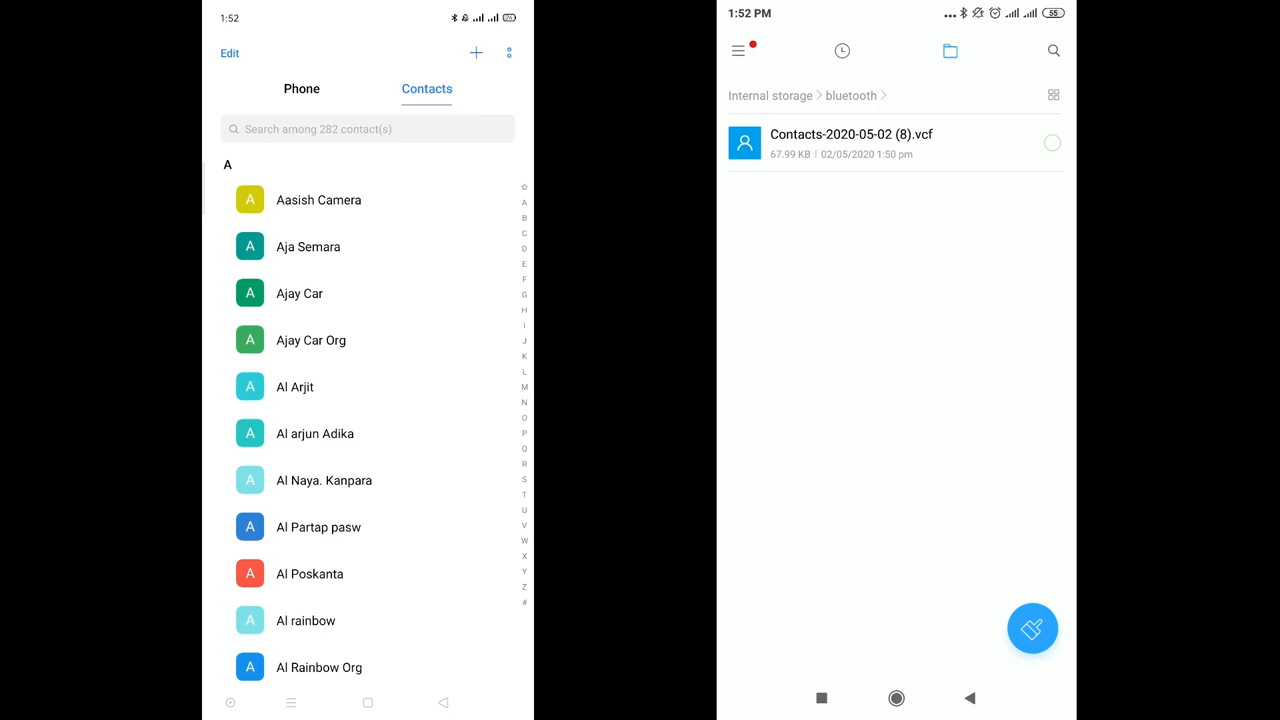 1:52
26
Edit
Phone
Contacts
Search among 282 contact(s)
A
A Aasish Camera
A Aja Semara
A Ajay Car
A Ajay Car Org
A Al Arjit
A Al arjun Adika
A Al Naya. Kanpara
A Al Partap pasw
A Al Poskanta
A Al rainbow
A Al Rainbow Org
A
B
C
D
E
F
G
H
I
J
K
L
M
N
O
P
Q
R
S
T
U
V
W
X
Y
Z
#
1:52 PM
55
Internal storage > bluetooth >
Contacts-2020-05-02 (8).vcf
67.99 KB | 02/05/2020 1:50 pm